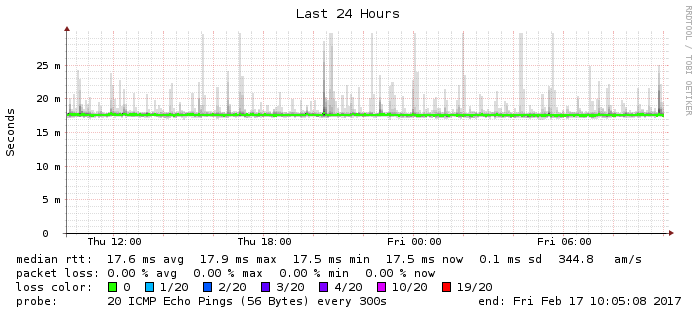 Last 24 Hours
RRDTOOL / TOBI OETIKER
Seconds
25 m
20 m
15 m
10 m
5 m
0
Thu 12:00 Thu 18:00 Fri 00:00 Fri 06:00
median rtt: 17.6 ms avg 17.9 ms max 17.5 ms min 17.5 ms now 0.1 ms sd 344.8 am/s
packet loss: 0.00 % avg 0.00 % max 0.00 % min 0.00 % now
loss color: 0 1/20 2/20 3/20 4/20 10/20 19/20
probe: 20 ICMP Echo Pings (56 Bytes) every 300s end: Fri Feb 17 10:05:08 2017